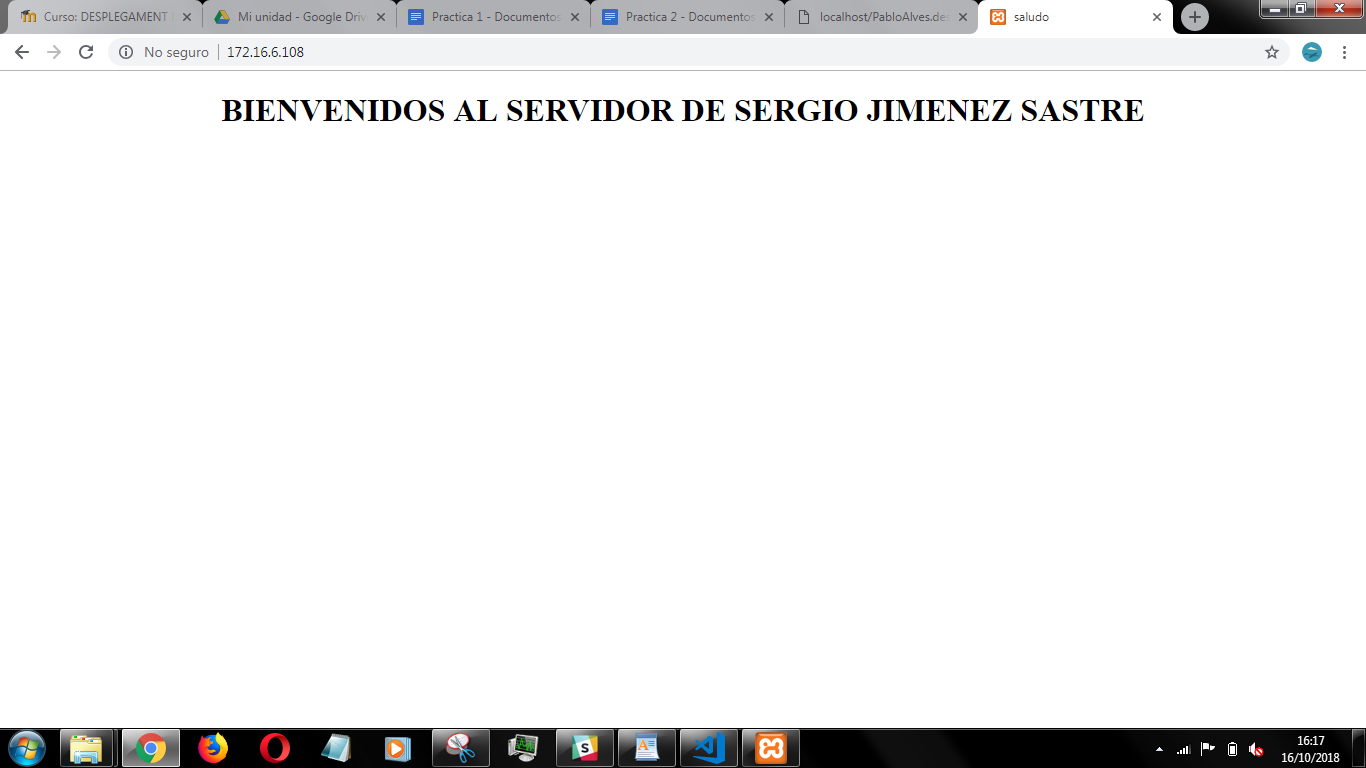 Curso: DESPLEGAMENT
Mi unidad - Google Driv
Practica 1 - Documentos
Practica 2 - Documentos
localhost/PabloAlves.des
saludo
No seguro
172.16.6.108
BIENVENIDOS AL SERVIDOR DE SERGIO JIMENEZ SASTRE
16:17
16/10/2018